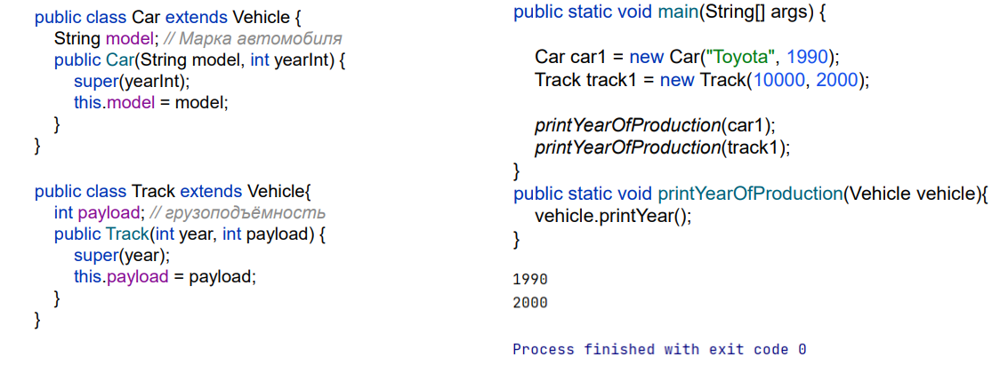 public class Car extends Vehicle {
String model; // Марка автомобиля
public Car(String model, int yearInt) {
super(yearInt);
this.model = model;
}
}
public class Track extends Vehicle{
int payload; // грузоподъёмность
public Track(int year, int payload) {
super(year);
this.payload = payload;
}
}
public static void main(String[] args) {
Car car1 = new Car("Toyota", 1990);
Track track1 = new Track(10000, 2000);
printYearOfProduction(car1);
printYearOfProduction(track1);
}
public static void printYearOfProduction(Vehicle vehicle){
vehicle.printYear();
}
1990
2000
Process finished with exit code 0